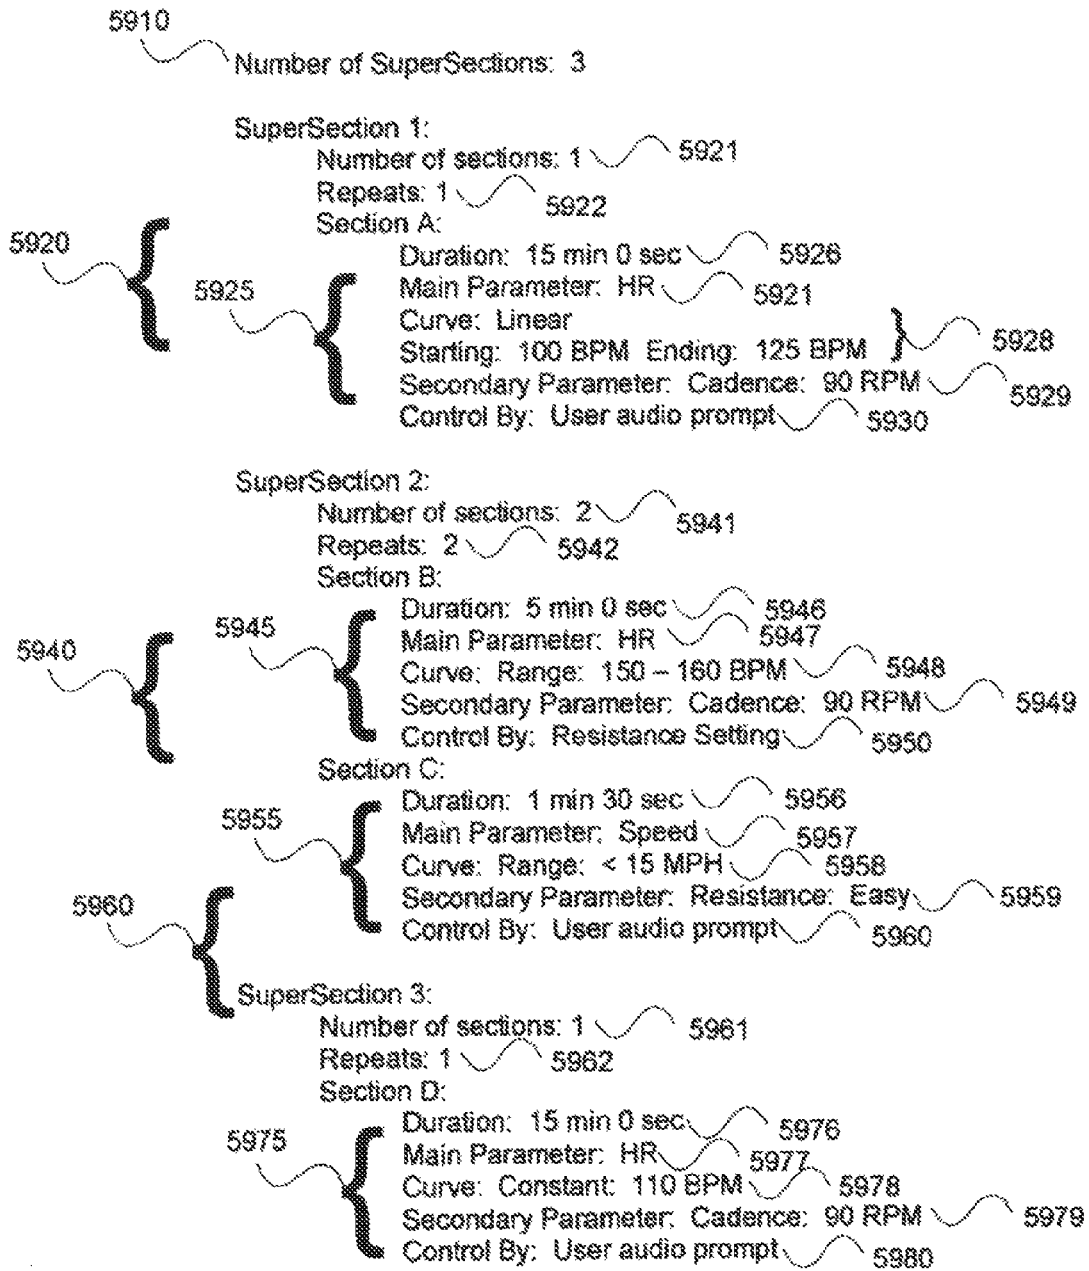 5910
Number of SuperSections: 3
SuperSection 1:
Number of sections: 1 5921
Repeats: 1 5922
Section A:
5920
Duration: 15 min 0 sec 5926
5925 Main Parameter: HR 5921
Curve: Linear
Starting: 100 BPM Ending: 125 BPM } 5928
Secondary Parameter: Cadence: 90 RPM 5929
Control By: User audio prompt 5930
SuperSection 2:
Number of sections: 2 5941
Repeats: 2 5942
Section B:
Duration: 5 min 0 sec 5946
5940 5945 Main Parameter: HR 5947
Curve: Range: 150 – 160 BPM 5948
Secondary Parameter: Cadence: 90 RPM 5949
Control By: Resistance Setting 5950
Section C:
Duration: 1 min 30 sec 5956
5955 Main Parameter: Speed 5957
Curve: Range: < 15 MPH 5958
5960 Secondary Parameter: Resistance: Easy 5959
Control By: User audio prompt 5960
SuperSection 3:
Number of sections: 1 5961
Repeats: 1 5962
Section D:
Duration: 15 min 0 sec 5976
5975 Main Parameter: HR 5977
Curve: Constant: 110 BPM 5978
Secondary Parameter: Cadence: 90 RPM 5979
Control By: User audio prompt 5980